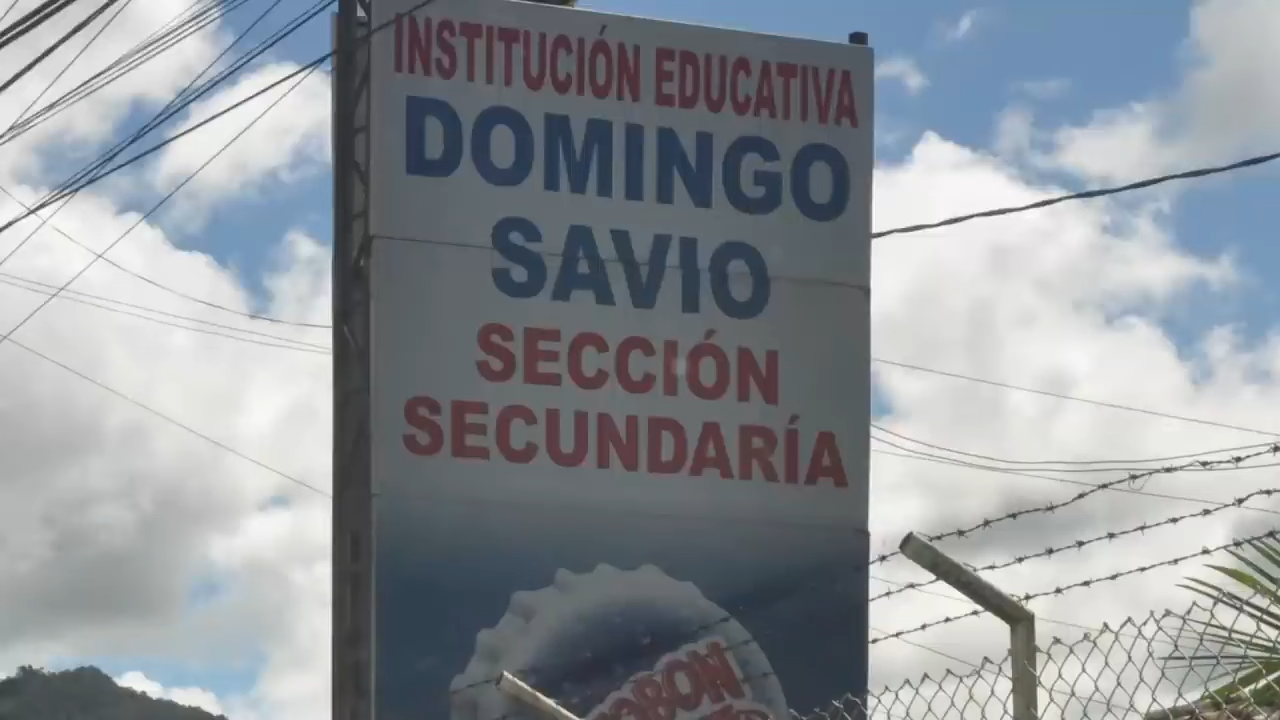 INSTITUCIÓN EDUCATIVA
DOMINGO
SAVIO
SECCIÓN
SECUNDARÍA